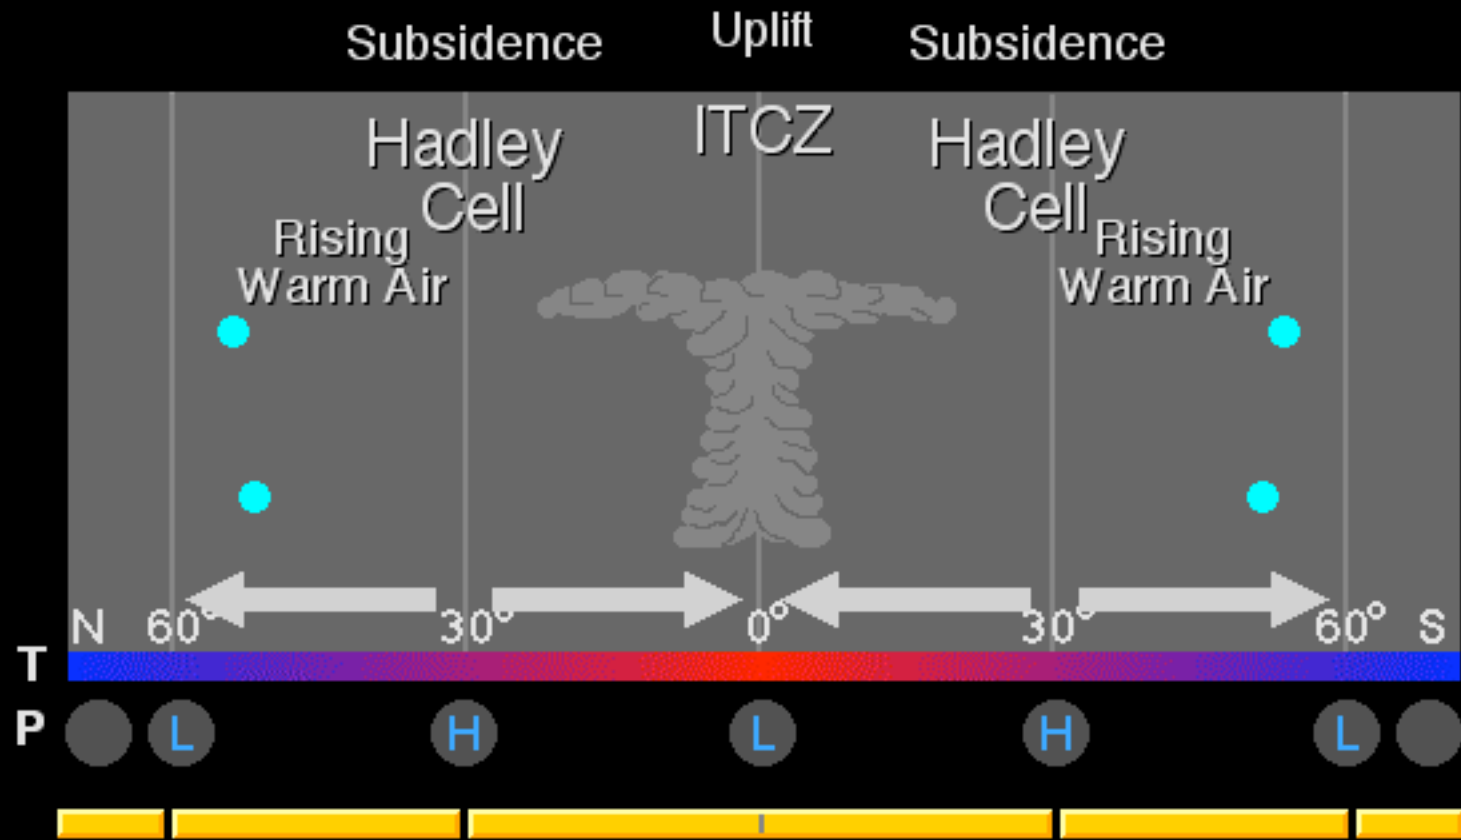 Subsidence Uplift Subsidence
Hadley Cell ITCZ Hadley Cell
Rising Warm Air Rising Warm Air
N 60° 30° 0° 30° 60° S
T
P L H L H L